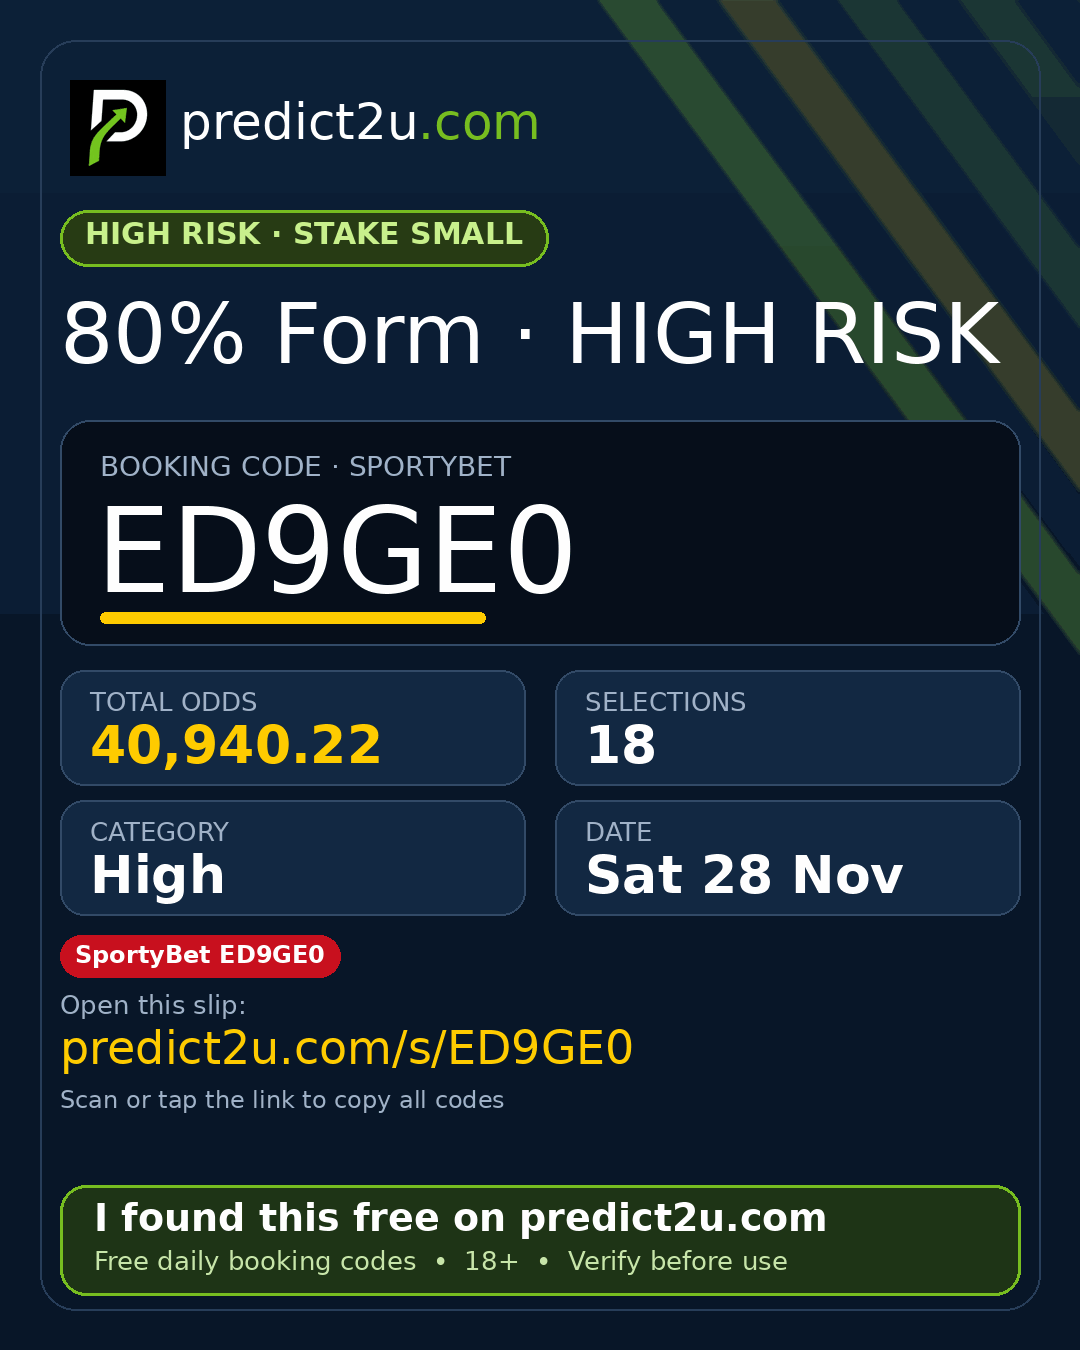 predict2u.com
HIGH RISK · STAKE SMALL
80% Form · HIGH RISK
BOOKING CODE · SPORTYBET
ED9GE0
TOTAL ODDS
40,940.22
SELECTIONS
18
CATEGORY
High
DATE
Sat 28 Nov
SportyBet ED9GE0
Open this slip:
predict2u.com/s/ED9GE0
Scan or tap the link to copy all codes
I found this free on predict2u.com
Free daily booking codes • 18+ • Verify before use